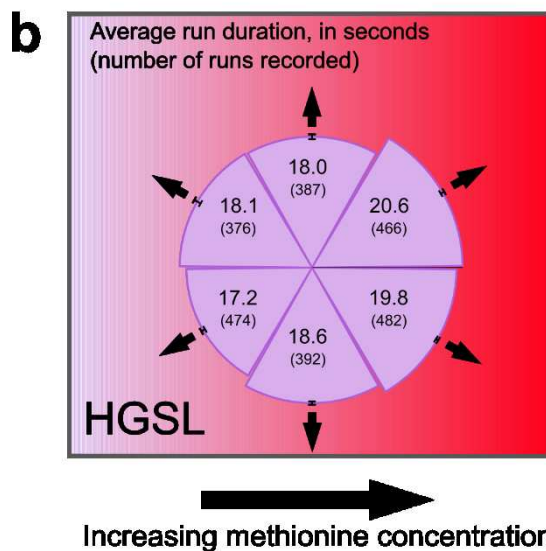 b
Average run duration, in seconds
(number of runs recorded)
18.0
(387)
18.1
(376)
20.6
(466)
17.2
(474)
19.8
(482)
18.6
(392)
HGSL
Increasing methionine concentration